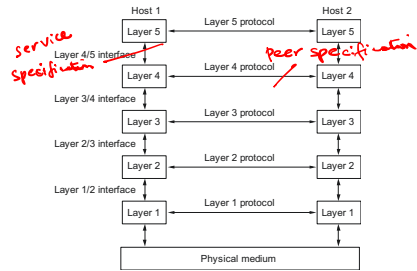 Host 1
Host 2
Layer 5 protocol
Layer 5
Layer 5
service specification
Layer 4/5 interface
peer specification
Layer 4 protocol
Layer 4
Layer 4
Layer 3/4 interface
Layer 3 protocol
Layer 3
Layer 3
Layer 2/3 interface
Layer 2 protocol
Layer 2
Layer 2
Layer 1/2 interface
Layer 1 protocol
Layer 1
Layer 1
Physical medium